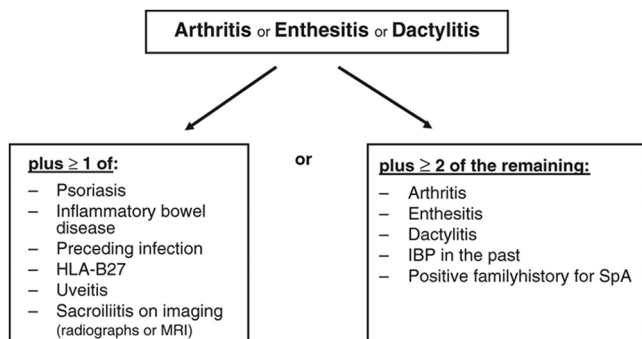 Arthritis or Enthesitis or Dactylitis
plus ≥ 1 of:
– Psoriasis
– Inflammatory bowel
disease
– Preceding infection
– HLA-B27
– Uveitis
– Sacroiliitis on imaging
(radiographs or MRI)
or
plus ≥ 2 of the remaining:
– Arthritis
– Enthesitis
– Dactylitis
– IBP in the past
– Positive familyhistory for SpA